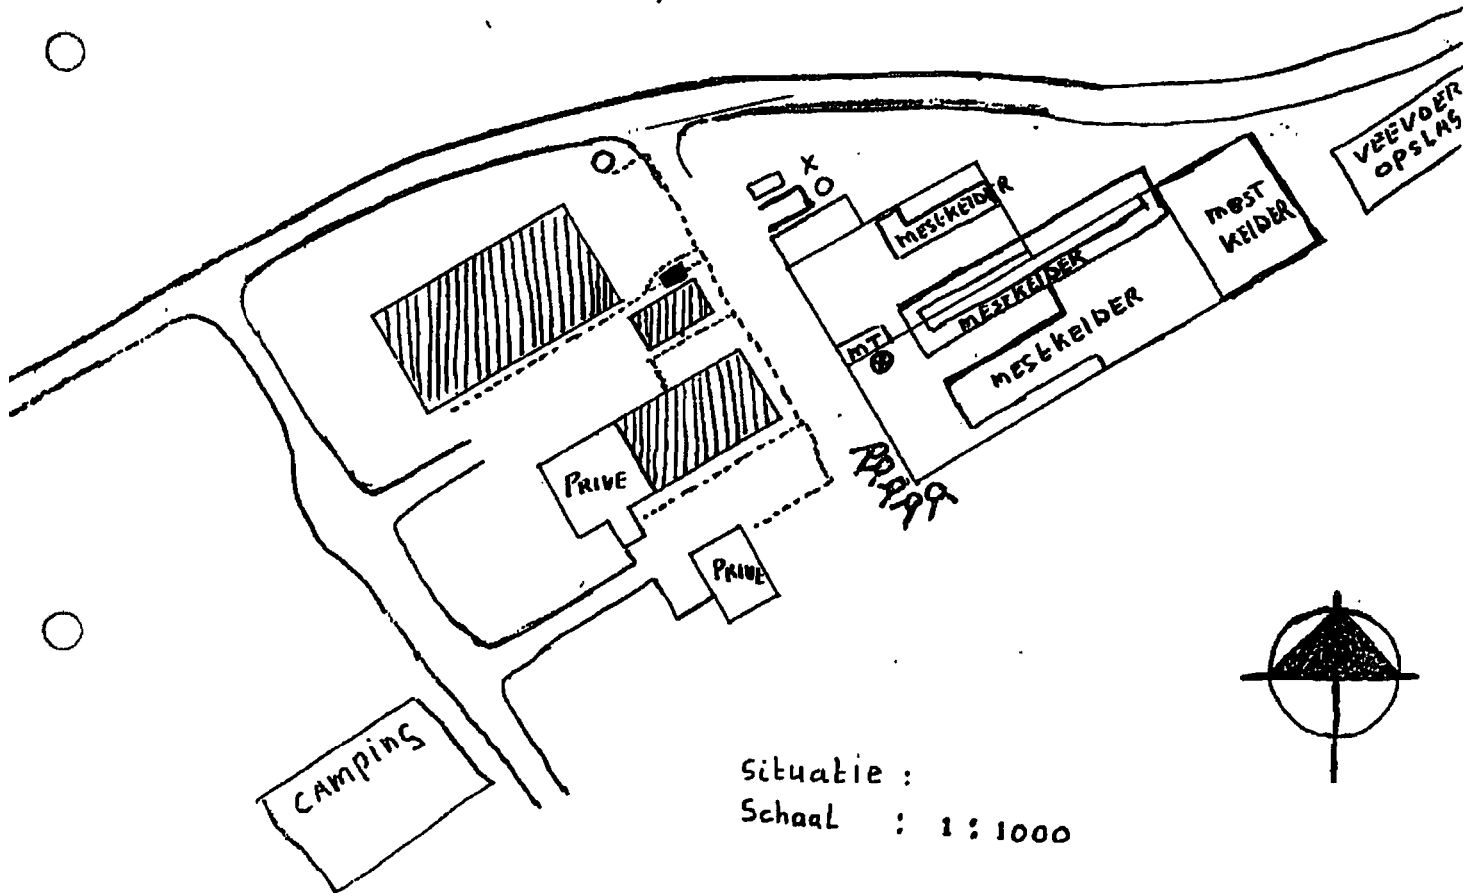 VEEVOER
OPSLAG
X
MESTKELDER
MEST
KELDER
MESTKELDER
MESTKELDER
MT
PRIVE
PRIVE
CAMPING
Situatie :
Schaal : 1 : 1000